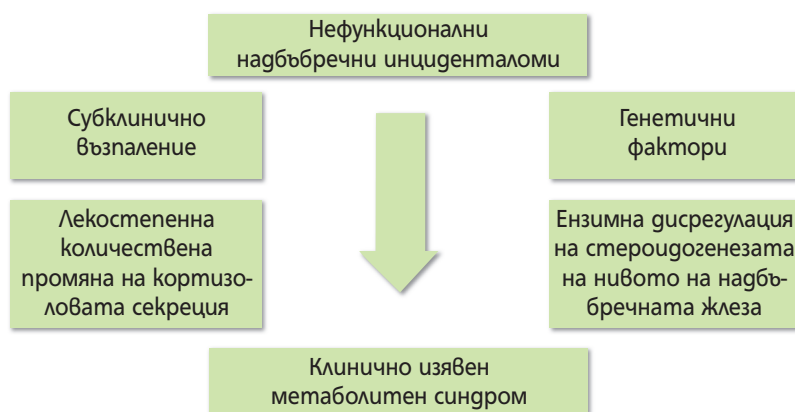 Нефункционални
надбъбречни инциденталоми
Субклинично
възпаление
Генетични
фактори
Лекостепенна
количествена
промяна на кортизо-
ловата секреция
Ензимна дисрегулация
на стероидогенезата
на нивото на надбъ-
бречната жлеза
Клинично изявен
метаболитен синдром